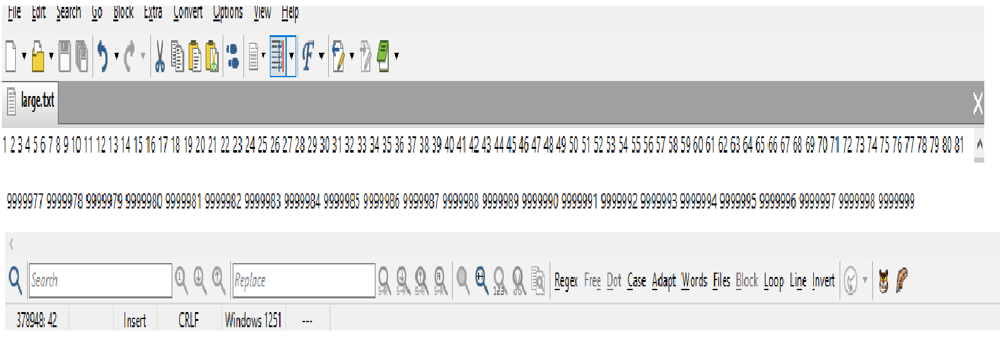 File Edit Search Go Block Extra Convert Options View Help
large.txt
1 2 3 4 5 6 7 8 9 10 11 12 13 14 15 16 17 18 19 20 21 22 23 24 25 26 27 28 29 30 31 32 33 34 35 36 37 38 39 40 41 42 43 44 45 46 47 48 49 50 51 52 53 54 55 56 57 58 59 60 61 62 63 64 65 66 67 68 69 70 71 72 73 74 75 76 77 78 79 80 81
9999977 9999978 9999979 9999980 9999981 9999982 9999983 9999984 9999985 9999986 9999987 9999988 9999989 9999990 9999991 9999992 9999993 9999994 9999995 9999996 9999997 9999998 9999999
Search Replace Regex Free Dot Case Adapt Words Files Block Loop Line Invert
378948: 42 Insert CRLF Windows 1251 ---